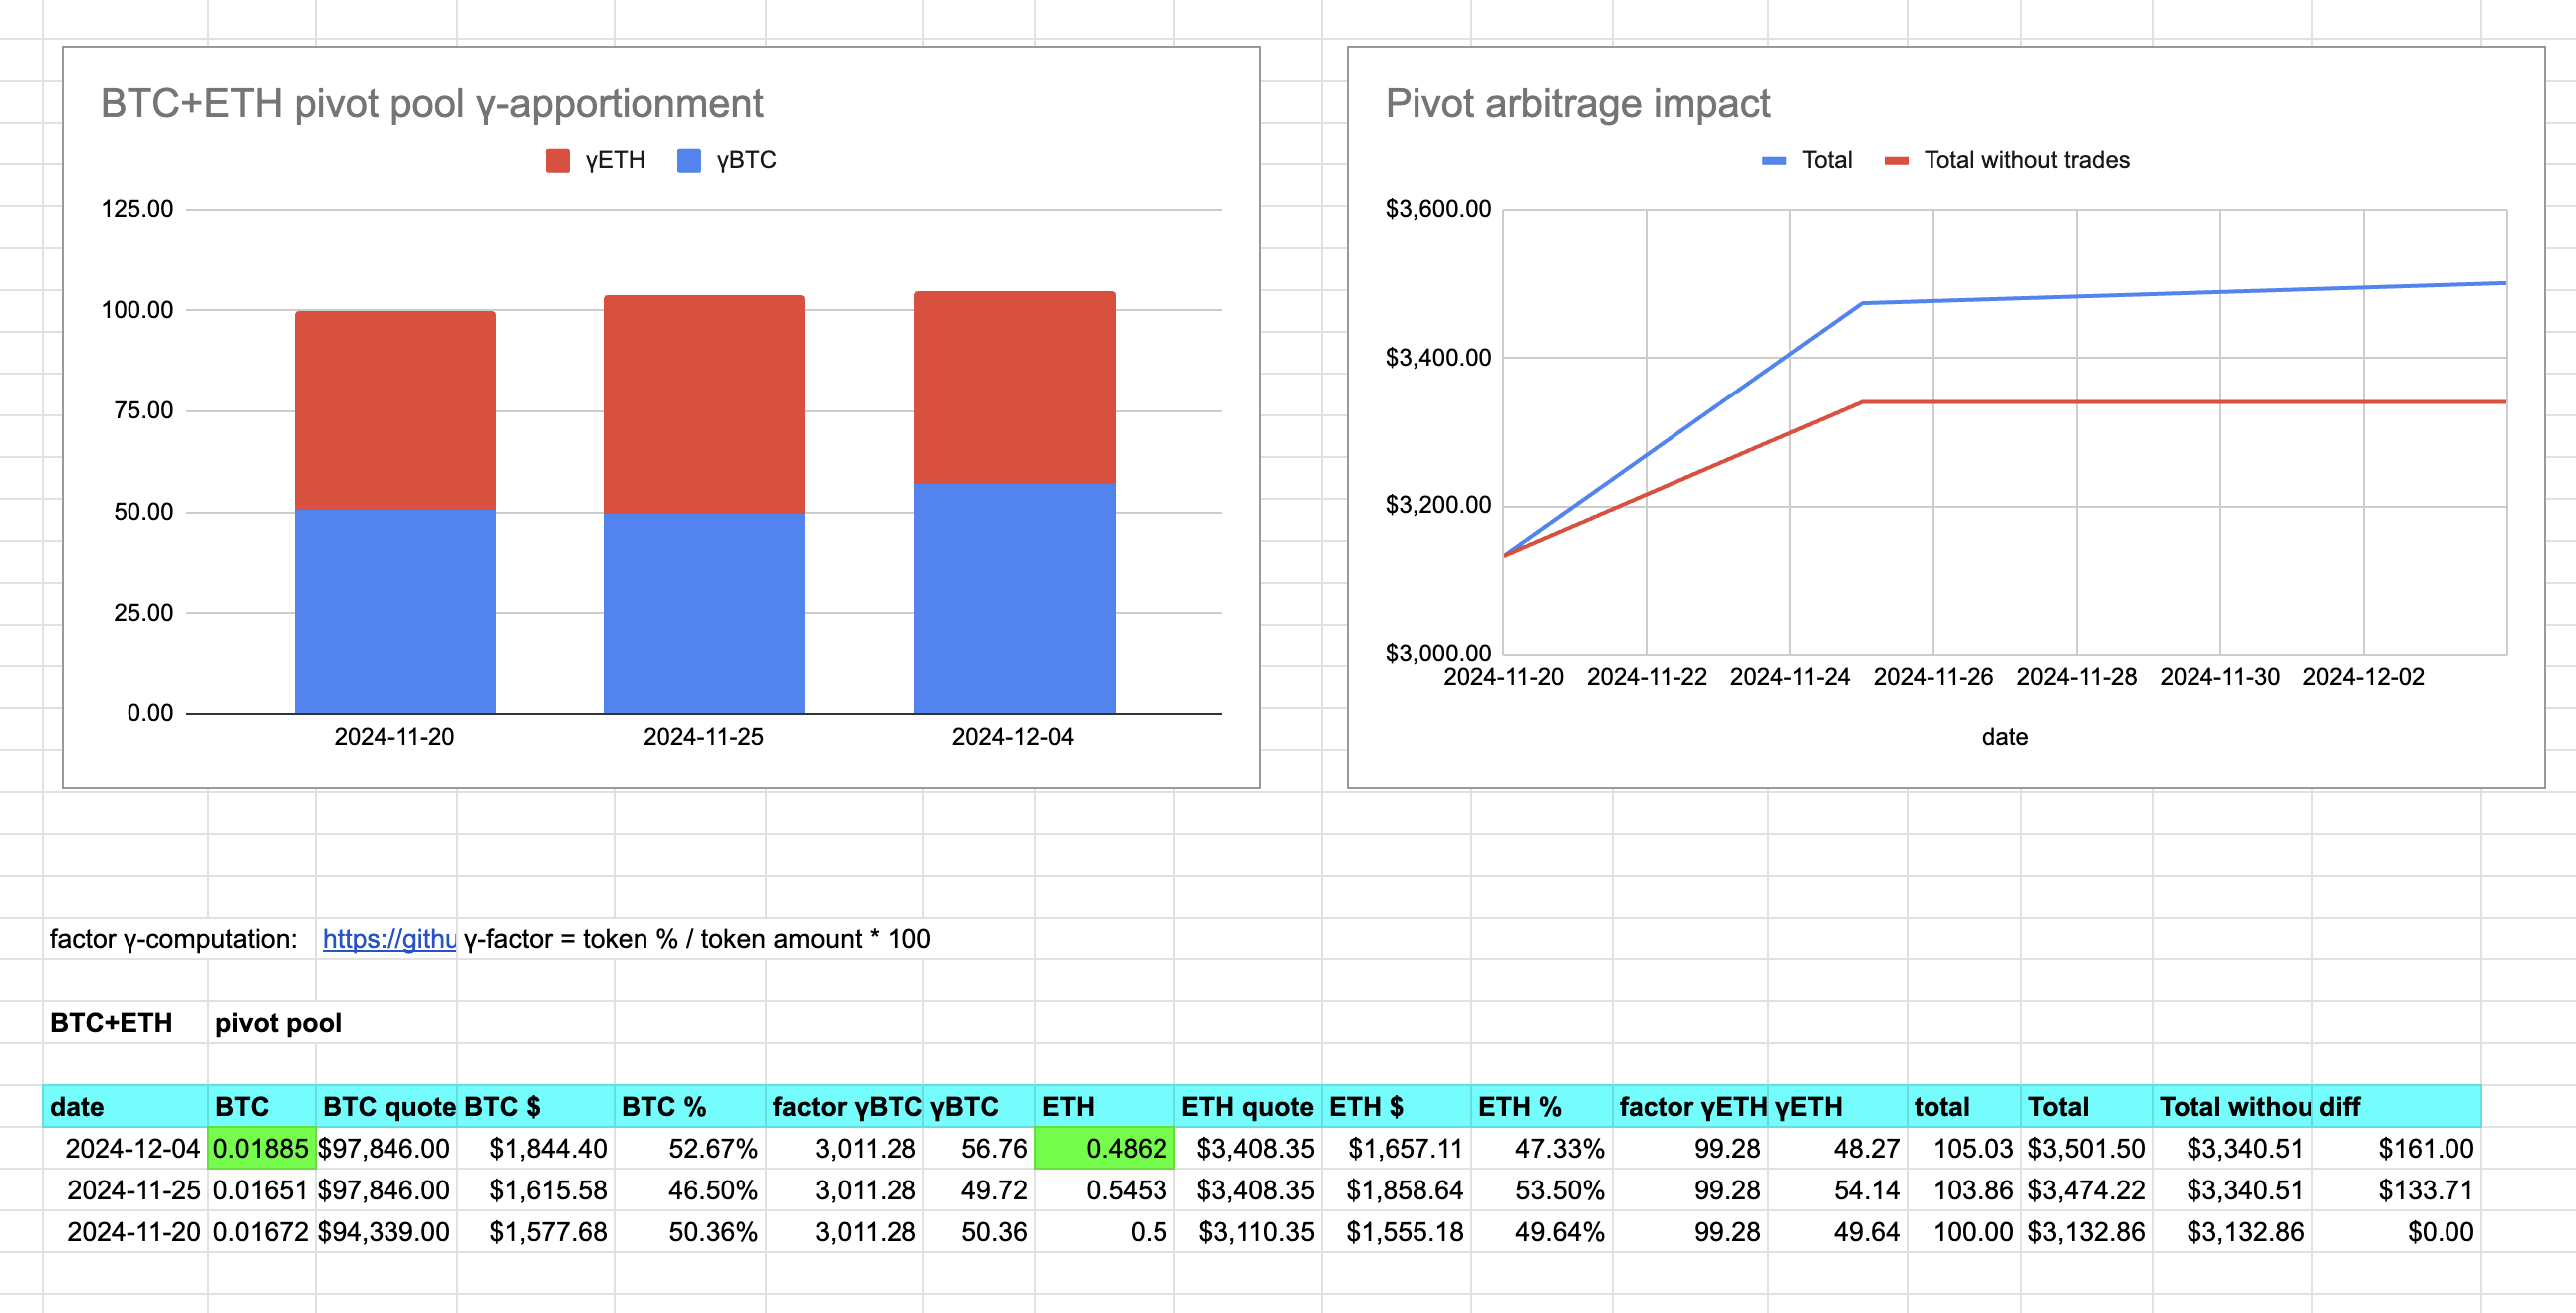 BTC+ETH pivot pool γ-apportionment
γETH γBTC
125.00
100.00
75.00
50.00
25.00
0.00
2024-11-20 2024-11-25 2024-12-04
Pivot arbitrage impact
Total Total without trades
$3,600.00
$3,400.00
$3,200.00
$3,000.00
2024-11-20 2024-11-22 2024-11-24 2024-11-26 2024-11-28 2024-11-30 2024-12-02
date
factor γ-computation: https://githu γ-factor = token % / token amount * 100
BTC+ETH pivot pool
date BTC BTC quote BTC $ BTC % factor γBTC γBTC ETH ETH quote ETH $ ETH % factor γETH γETH total Total Total withou diff
2024-12-04 0.01885 $97,846.00 $1,844.40 52.67% 3,011.28 56.76 0.4862 $3,408.35 $1,657.11 47.33% 99.28 48.27 105.03 $3,501.50 $3,340.51 $161.00
2024-11-25 0.01651 $97,846.00 $1,615.58 46.50% 3,011.28 49.72 0.5453 $3,408.35 $1,858.64 53.50% 99.28 54.14 103.86 $3,474.22 $3,340.51 $133.71
2024-11-20 0.01672 $94,339.00 $1,577.68 50.36% 3,011.28 50.36 0.5 $3,110.35 $1,555.18 49.64% 99.28 49.64 100.00 $3,132.86 $3,132.86 $0.00